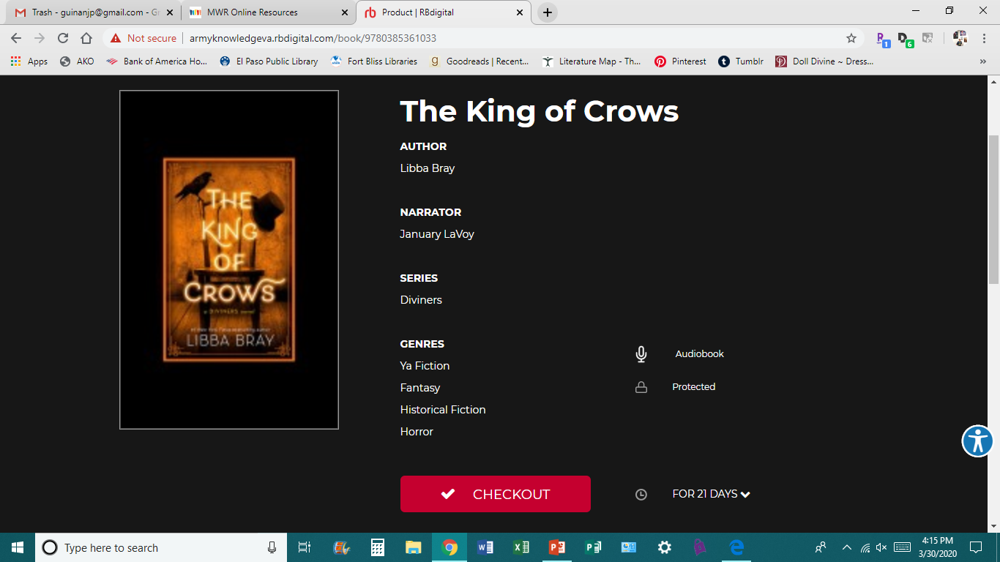 Trash - guinanjp@gmail.com - Gr
MWR Online Resources
Product | RBdigital
Not secure
armyknowledgeva.rbdigital.com/book/9780385361033
1
6
Apps
AKO
Bank of America Ho...
El Paso Public Library
Fort Bliss Libraries
Goodreads | Recent...
Literature Map - Th...
Pinterest
Tumblr
Doll Divine ~ Dress...
»
THE
KING
OF
CROWS
a DIVINERS novel
LIBBA BRAY
The King of Crows
AUTHOR
Libba Bray
NARRATOR
January LaVoy
SERIES
Diviners
GENRES
Ya Fiction
Fantasy
Historical Fiction
Horror
Audiobook
Protected
CHECKOUT
FOR 21 DAYS
Type here to search
4:15 PM
3/30/2020